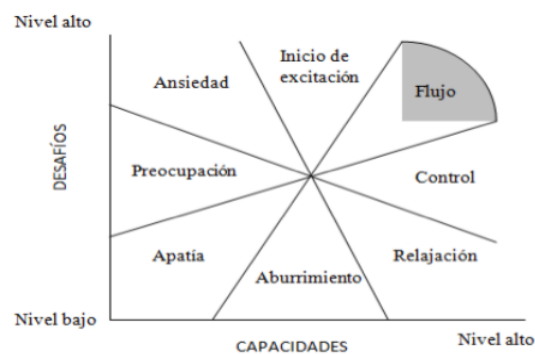 Nivel alto
Inicio de
excitación
Ansiedad
Flujo
DESAFÍOS
Preocupación
Control
Apatía
Aburrimiento
Relajación
Nivel bajo
CAPACIDADES
Nivel alto